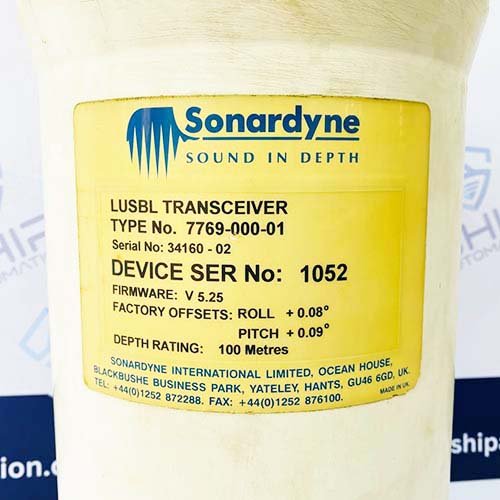 Sonardyne
SOUND IN DEPTH
LUSBL TRANSCEIVER
TYPE No. 7769-000-01
Serial No: 34160 - 02
DEVICE SER No: 1052
FIRMWARE: V 5.25
FACTORY OFFSETS: ROLL + 0.08°
PITCH + 0.09°
DEPTH RATING: 100 Metres
SONARDYNE INTERNATIONAL LIMITED, OCEAN HOUSE,
BLACKBUSHE BUSINESS PARK, YATELEY, HANTS, GU46 6GD, UK.
TEL: +44(0)1252 872288. FAX: +44(0)1252 876100.
MADE IN UK.